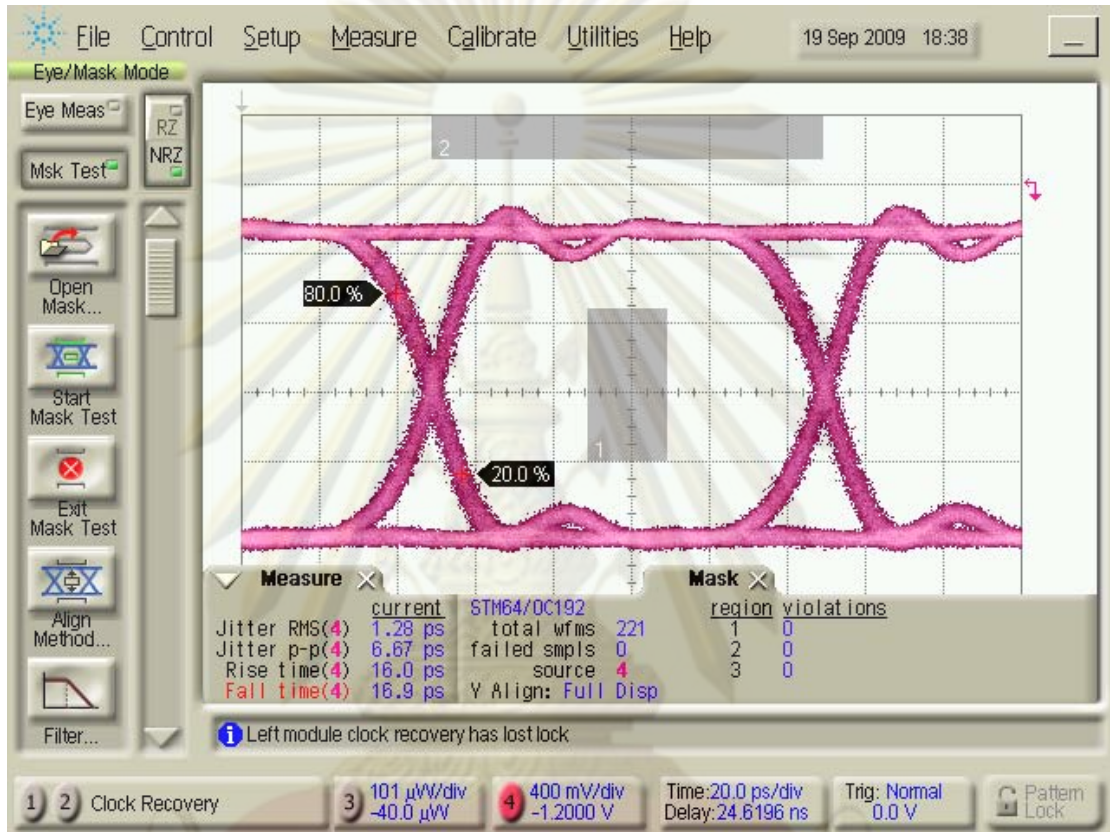 File Control Setup Measure Calibrate Utilities Help 19 Sep 2009 18:38
Eye/Mask Mode
Eye Meas
RZ
NRZ
Msk Test
Open
Mask...
Start
Mask Test
Exit
Mask Test
Align
Method...
Filter...
2
80.0 %
1
20.0 %
Measure Mask
current STM64/OC192 region violations
Jitter RMS(4) 1.28 ps total wfms 221 1 0
Jitter p-p(4) 6.67 ps failed smpls 0 2 0
Rise time(4) 16.0 ps source 4 3 0
Fall time(4) 16.9 ps Y Align: Full Disp
Left module clock recovery has lost lock
1 2 Clock Recovery
3 101 µW/div
-40.0 µW
4 400 mV/div
-1.2000 V
Time:20.0 ps/div
Delay:24.6196 ns
Trig: Normal
0.0 V
Pattern
Lock